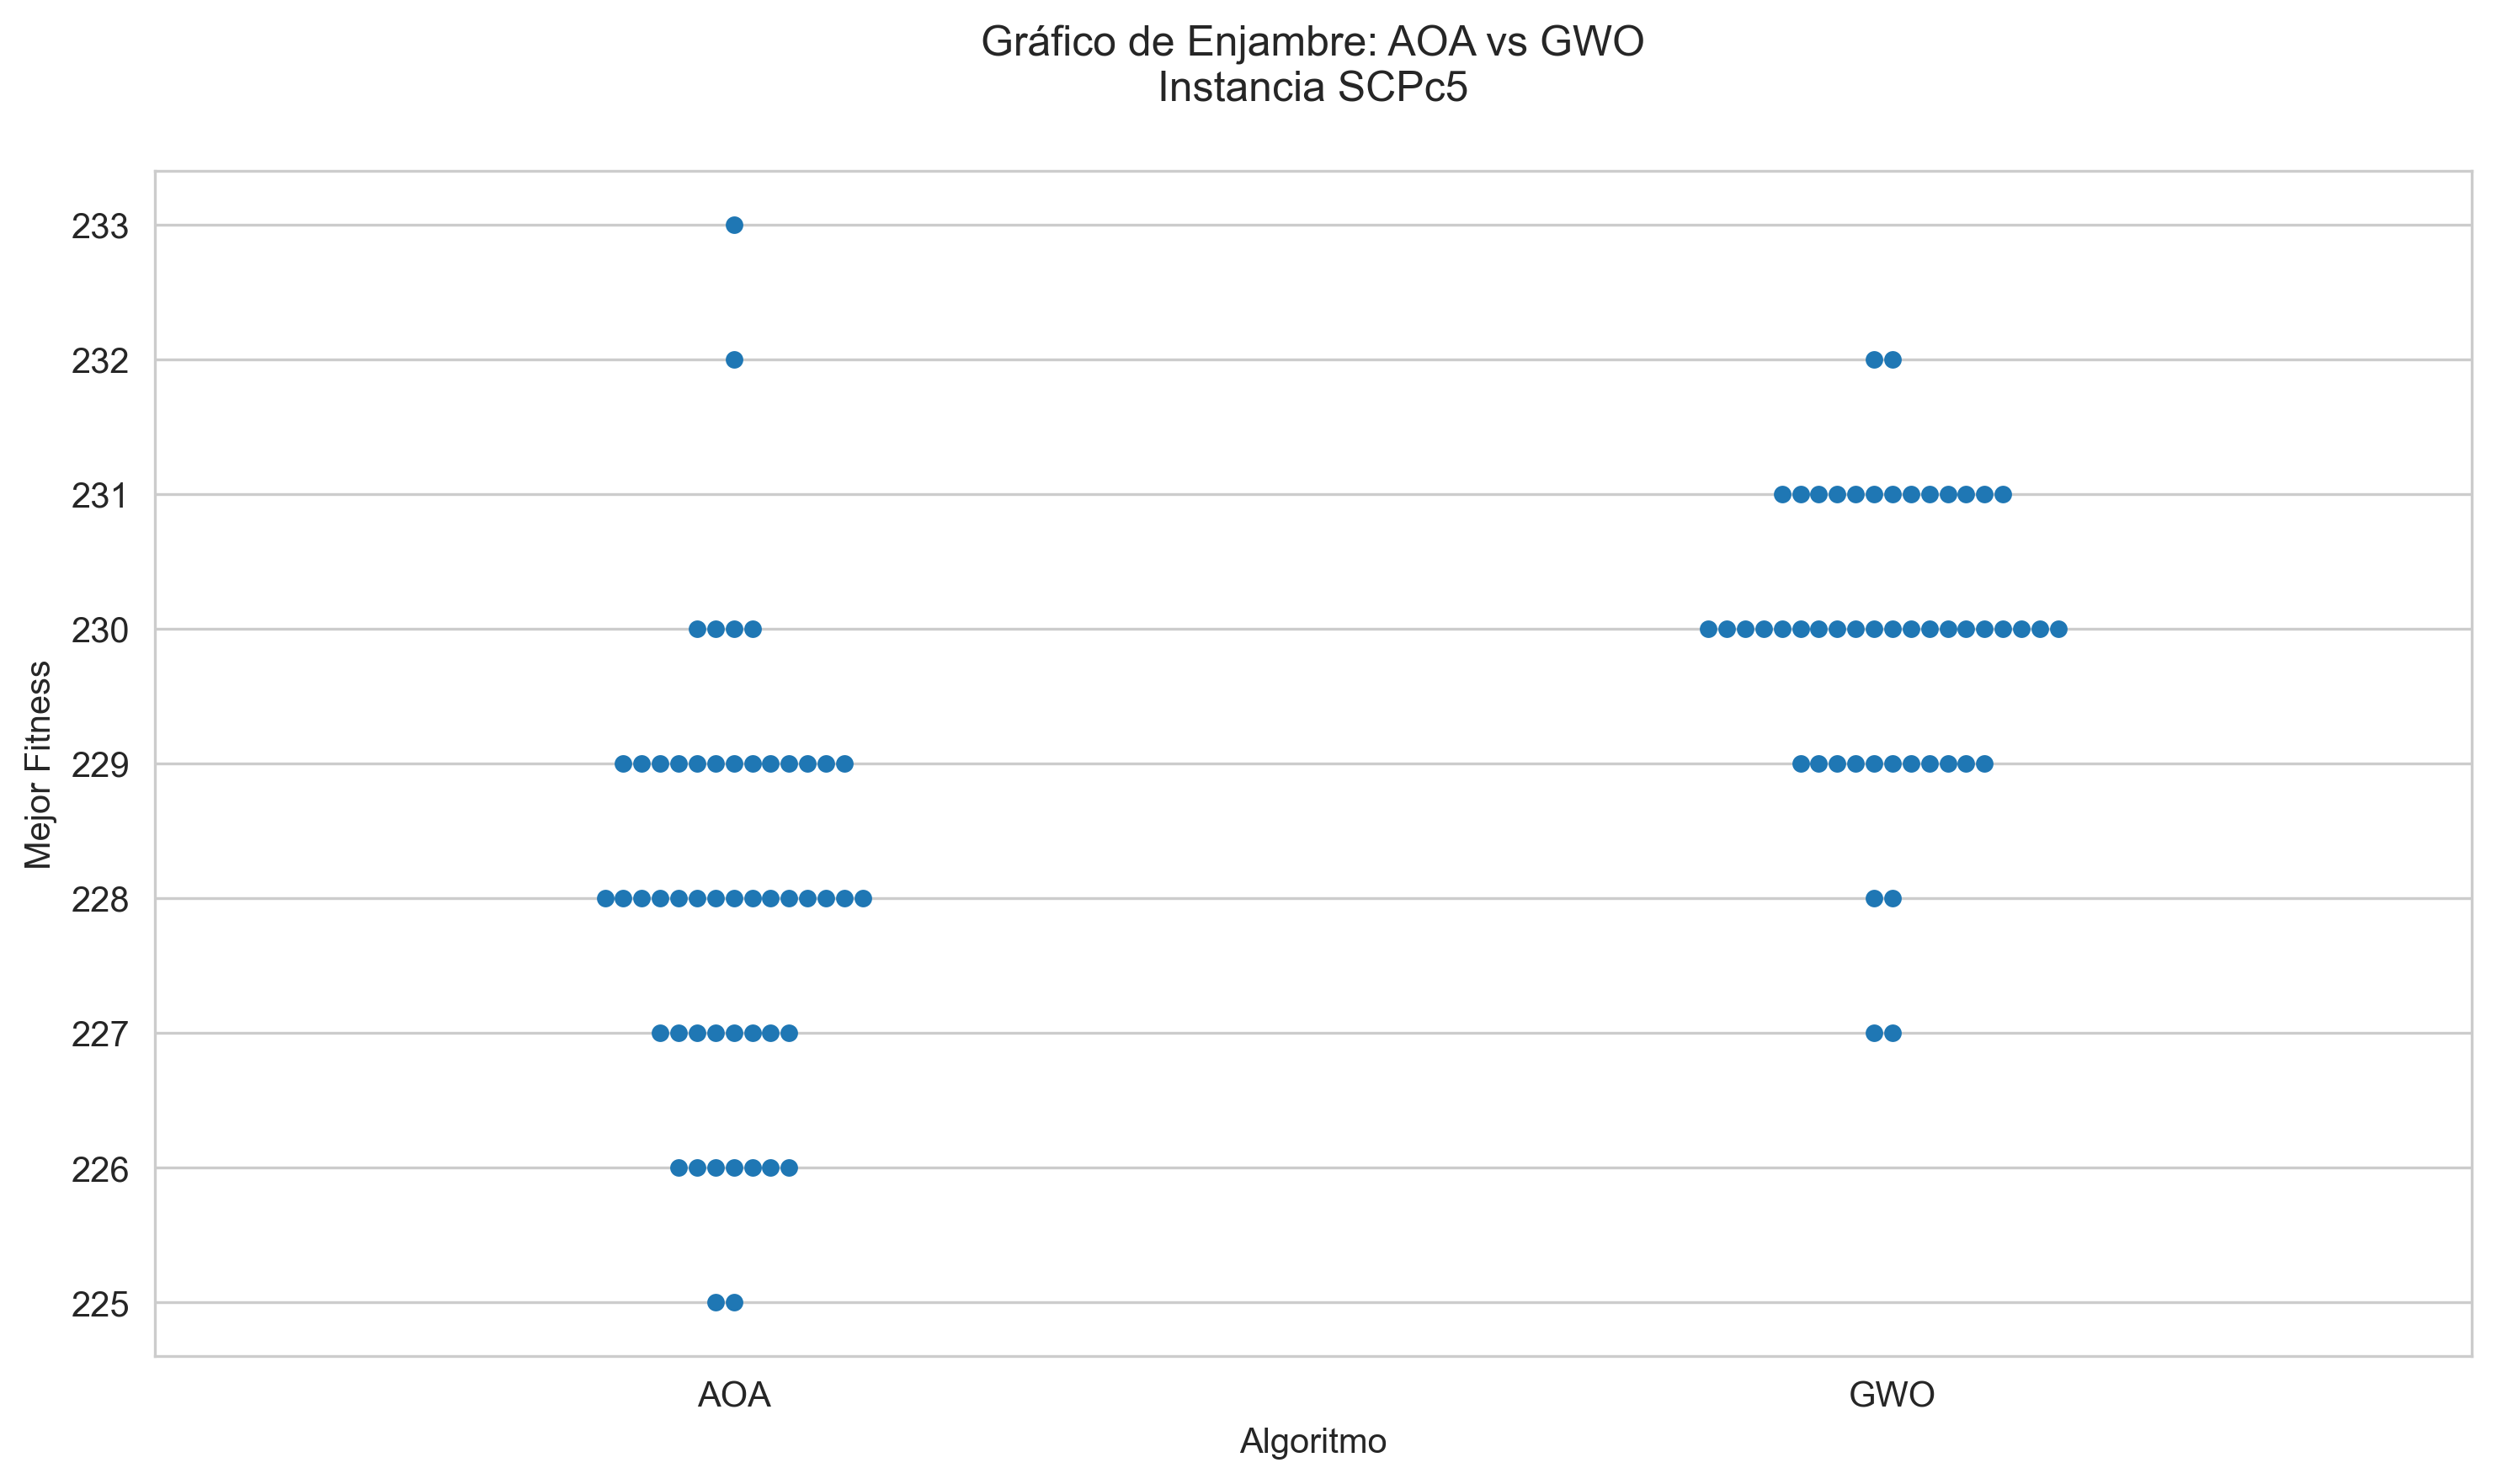 Gráfico de Enjambre: AOA vs GWO
Instancia SCPc5
Mejor Fitness
233
232
231
230
229
228
227
226
225
AOA
GWO
Algoritmo